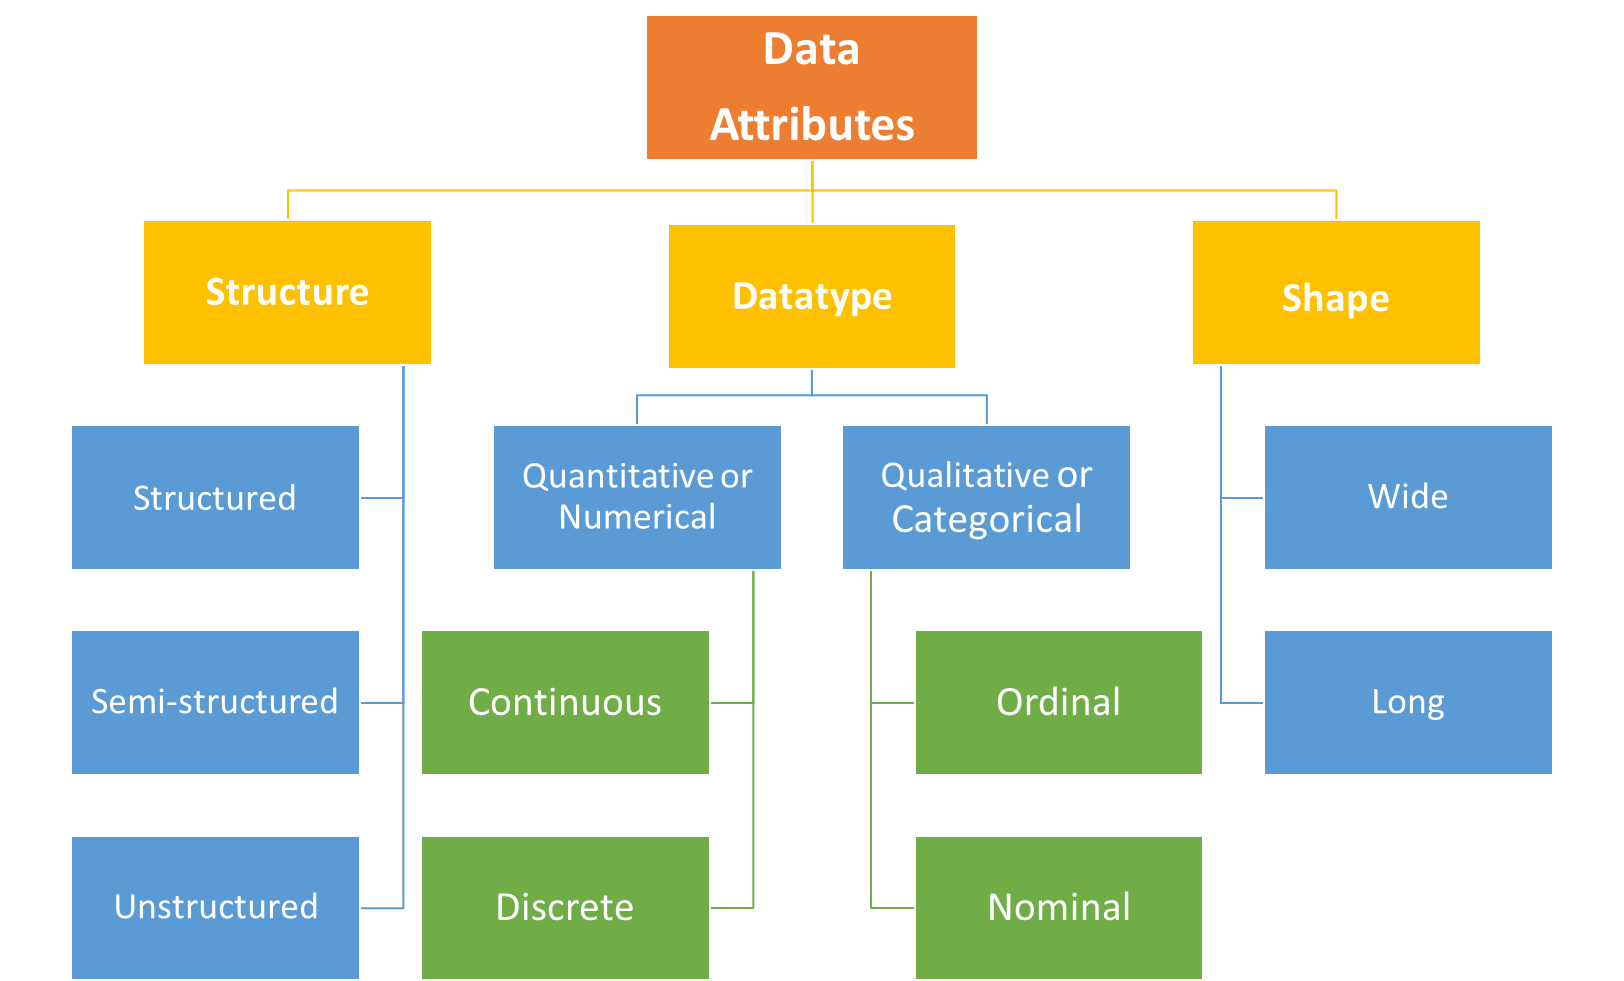 Data
Attributes
Structure
Datatype
Shape
Structured
Quantitative or
Numerical
Qualitative or
Categorical
Wide
Semi-structured
Continuous
Ordinal
Long
Unstructured
Discrete
Nominal